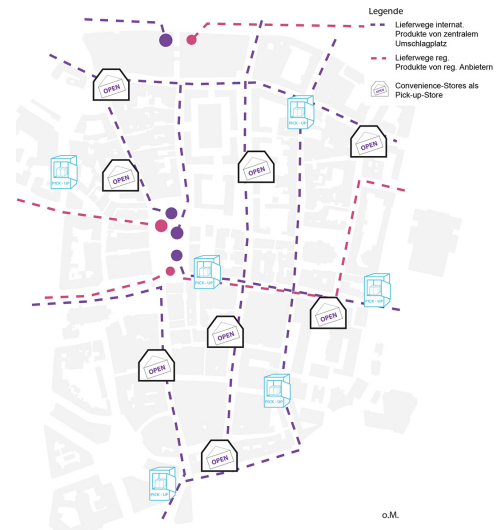 Legende
Lieferwege internat.
Produkte von zentralem
Umschlagplatz
Lieferwege reg.
Produkte von reg. Anbietern
OPEN
Convenience-Stores als
Pick-up-Store
OPEN
PICK - UP
OPEN
OPEN
PICK - UP
OPEN
PICK - UP
PICK - UP
OPEN
OPEN
OPEN
PICK - UP
OPEN
PICK - UP
o.M.